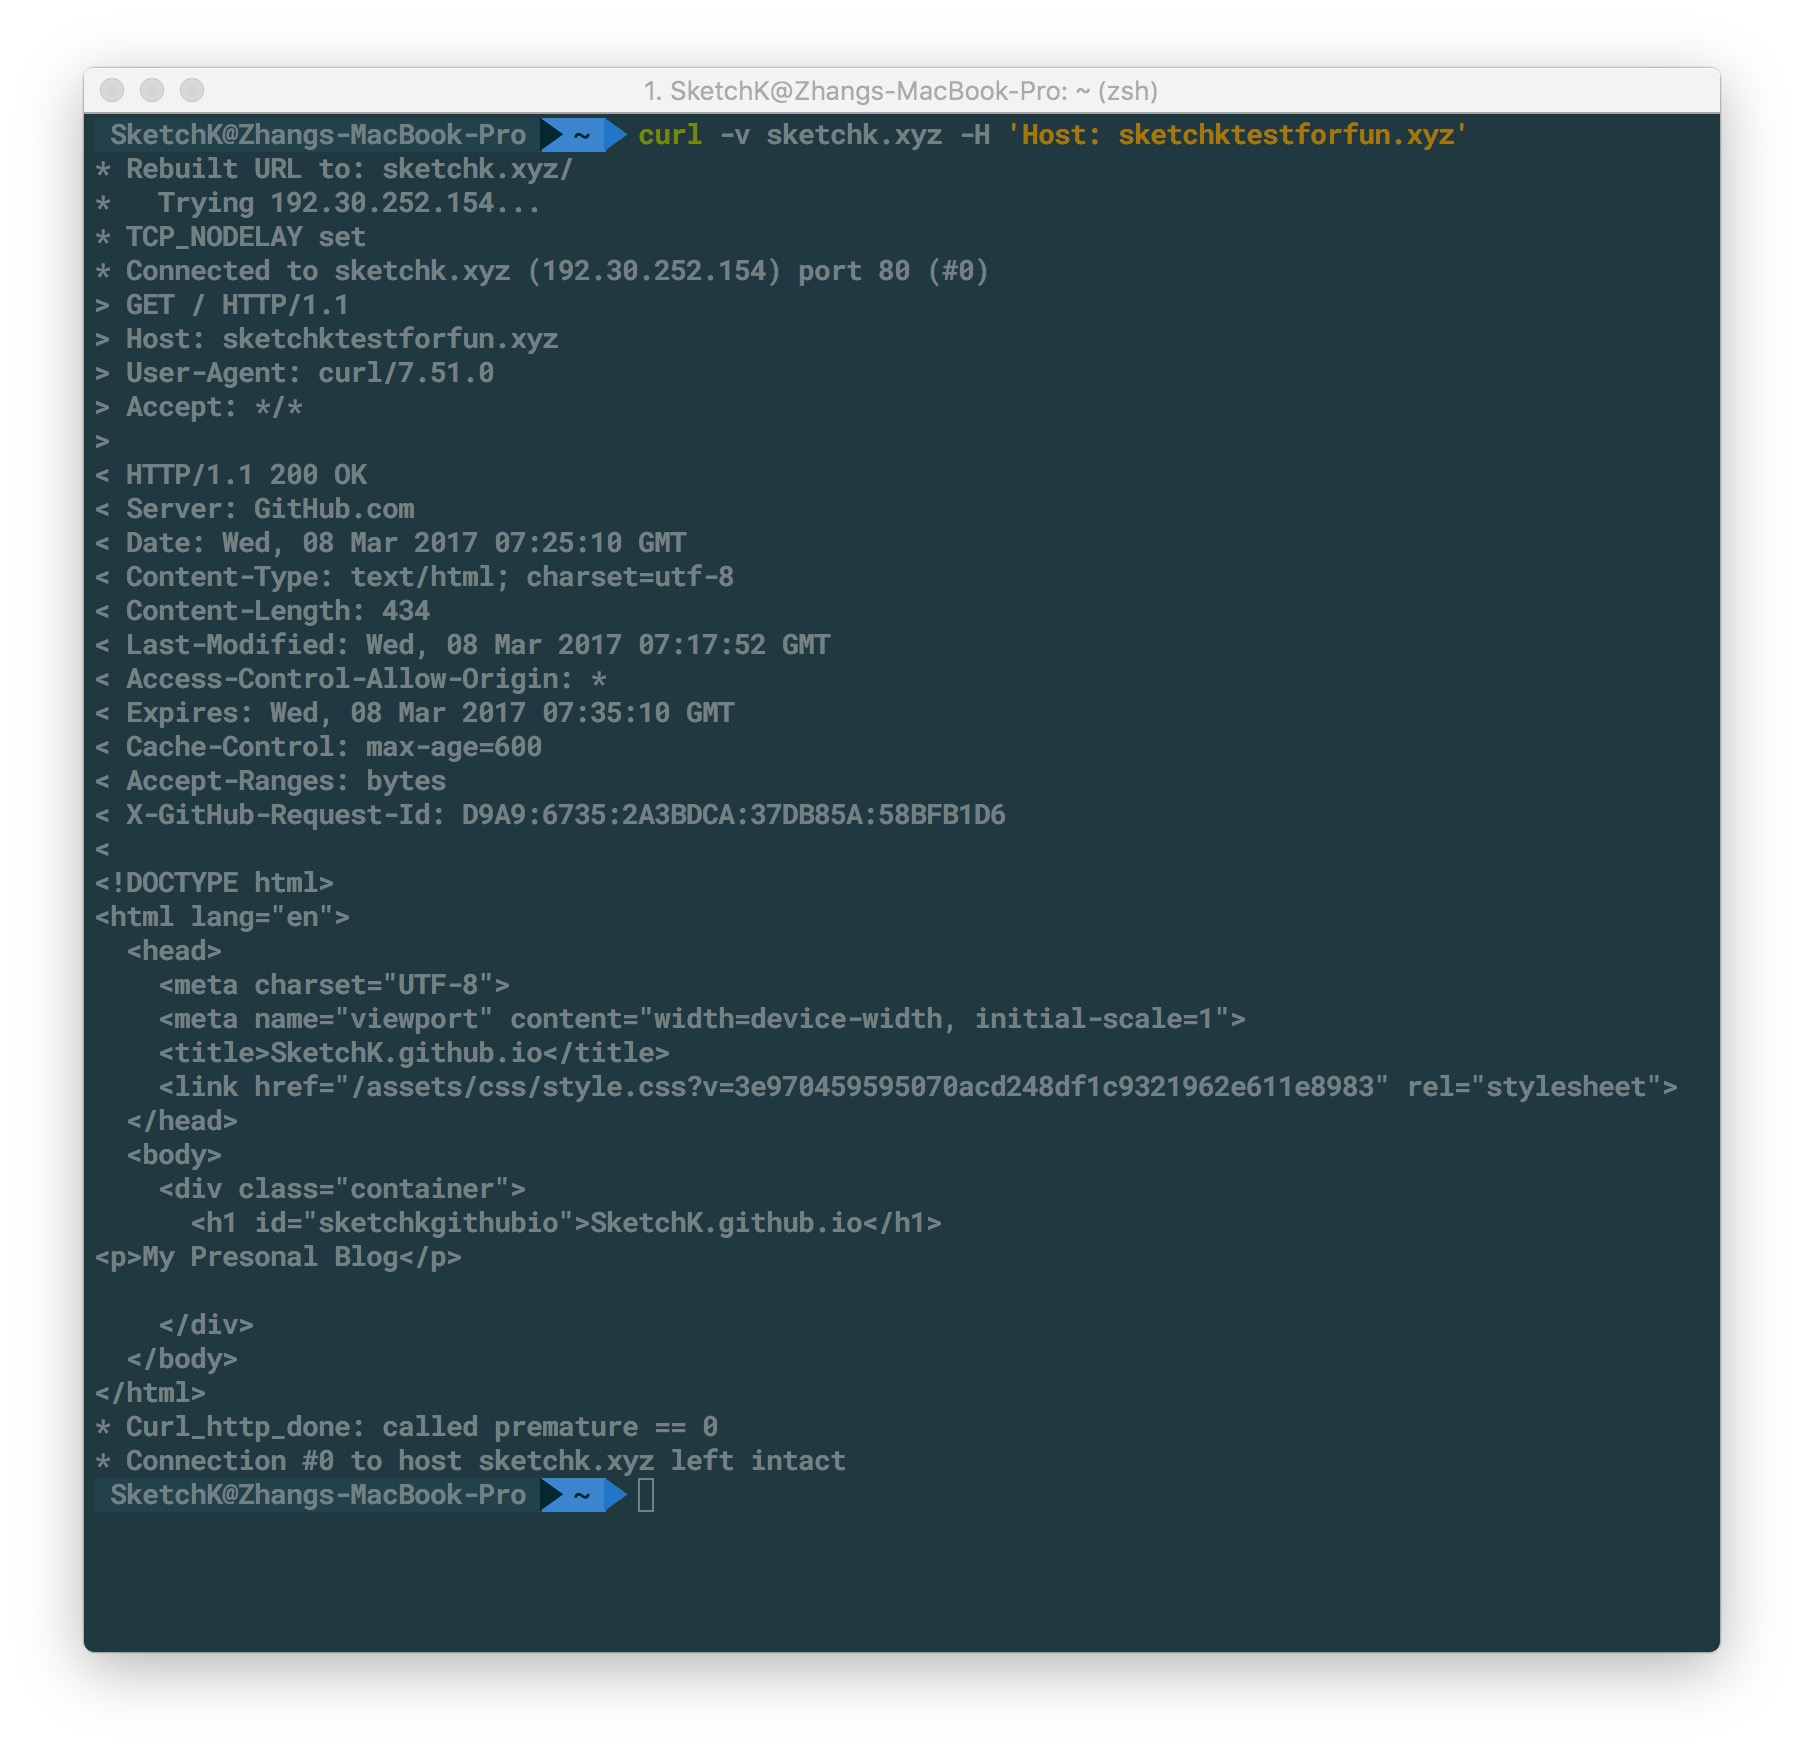 1. SketchK@Zhangs-MacBook-Pro: ~ (zsh)
SketchK@Zhangs-MacBook-Pro ~ curl -v sketchk.xyz -H 'Host: sketchktestforfun.xyz'
* Rebuilt URL to: sketchk.xyz/
*   Trying 192.30.252.154...
* TCP_NODELAY set
* Connected to sketchk.xyz (192.30.252.154) port 80 (#0)
> GET / HTTP/1.1
> Host: sketchktestforfun.xyz
> User-Agent: curl/7.51.0
> Accept: */*
>
< HTTP/1.1 200 OK
< Server: GitHub.com
< Date: Wed, 08 Mar 2017 07:25:10 GMT
< Content-Type: text/html; charset=utf-8
< Content-Length: 434
< Last-Modified: Wed, 08 Mar 2017 07:17:52 GMT
< Access-Control-Allow-Origin: *
< Expires: Wed, 08 Mar 2017 07:35:10 GMT
< Cache-Control: max-age=600
< Accept-Ranges: bytes
< X-GitHub-Request-Id: D9A9:6735:2A3BDCA:37DB85A:58BFB1D6
<
<!DOCTYPE html>
<html lang="en">
  <head>
    <meta charset="UTF-8">
    <meta name="viewport" content="width=device-width, initial-scale=1">
    <title>SketchK.github.io</title>
    <link href="/assets/css/style.css?v=3e970459595070acd248df1c9321962e611e8983" rel="stylesheet">
  </head>
  <body>
    <div class="container">
      <h1 id="sketchkgithubio">SketchK.github.io</h1>
<p>My Presonal Blog</p>

    </div>
  </body>
</html>
* Curl_http_done: called premature == 0
* Connection #0 to host sketchk.xyz left intact
SketchK@Zhangs-MacBook-Pro ~